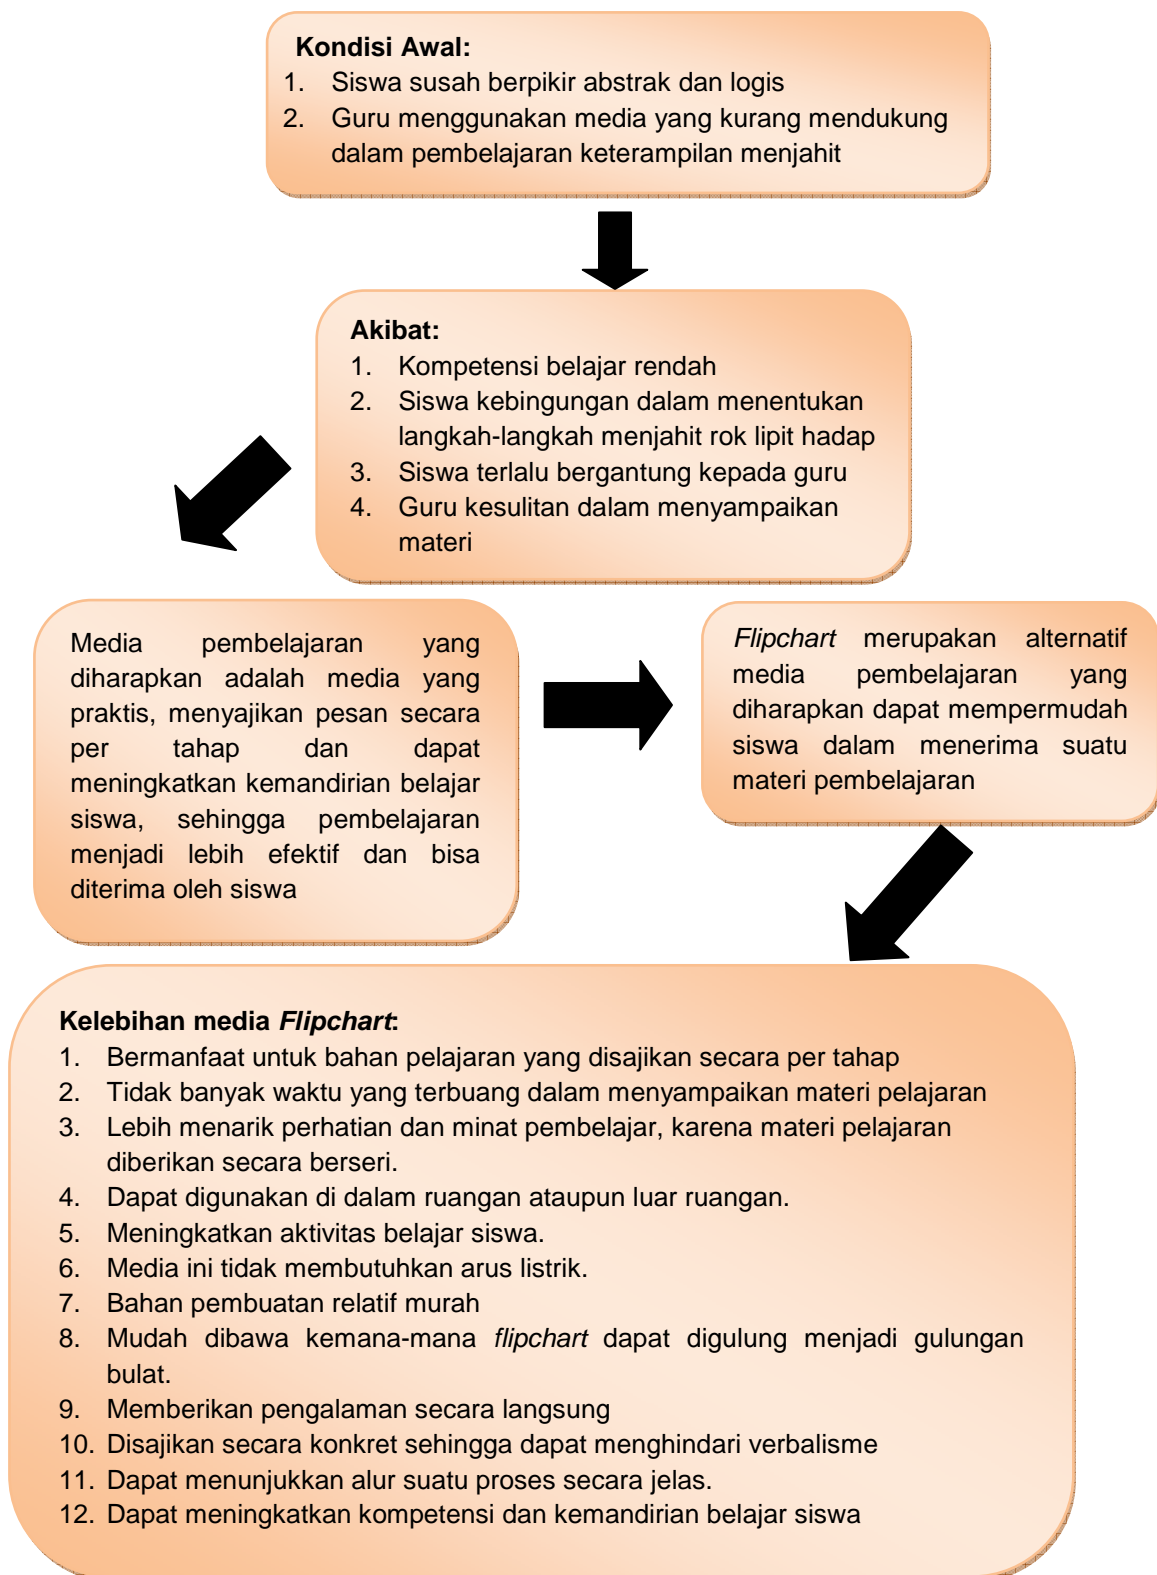 Kondisi Awal:
1. Siswa susah berpikir abstrak dan logis
2. Guru menggunakan media yang kurang mendukung
dalam pembelajaran keterampilan menjahit
Akibat:
1. Kompetensi belajar rendah
2. Siswa kebingungan dalam menentukan
langkah-langkah menjahit rok lipit hadap
3. Siswa terlalu bergantung kepada guru
4. Guru kesulitan dalam menyampaikan
materi
Media pembelajaran yang
diharapkan adalah media yang
praktis, menyajikan pesan secara
per tahap dan dapat
meningkatkan kemandirian belajar
siswa, sehingga pembelajaran
menjadi lebih efektif dan bisa
diterima oleh siswa
Flipchart merupakan alternatif
media pembelajaran yang
diharapkan dapat mempermudah
siswa dalam menerima suatu
materi pembelajaran
Kelebihan media Flipchart:
1. Bermanfaat untuk bahan pelajaran yang disajikan secara per tahap
2. Tidak banyak waktu yang terbuang dalam menyampaikan materi pelajaran
3. Lebih menarik perhatian dan minat pembelajar, karena materi pelajaran
diberikan secara berseri.
4. Dapat digunakan di dalam ruangan ataupun luar ruangan.
5. Meningkatkan aktivitas belajar siswa.
6. Media ini tidak membutuhkan arus listrik.
7. Bahan pembuatan relatif murah
8. Mudah dibawa kemana-mana flipchart dapat digulung menjadi gulungan
bulat.
9. Memberikan pengalaman secara langsung
10. Disajikan secara konkret sehingga dapat menghindari verbalisme
11. Dapat menunjukkan alur suatu proses secara jelas.
12. Dapat meningkatkan kompetensi dan kemandirian belajar siswa